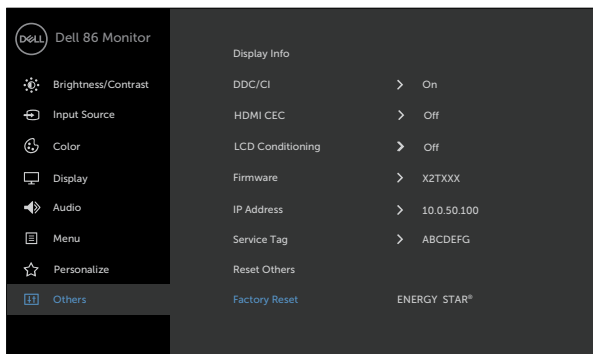 DELL
Dell 86 Monitor
Brightness/Contrast
Input Source
Color
Display
Audio
Menu
Personalize
Others
Display Info
DDC/CI > On
HDMI CEC > Off
LCD Conditioning > Off
Firmware > X2TXXX
IP Address > 10.0.50.100
Service Tag > ABCDEFG
Reset Others
Factory Reset ENERGY STAR®